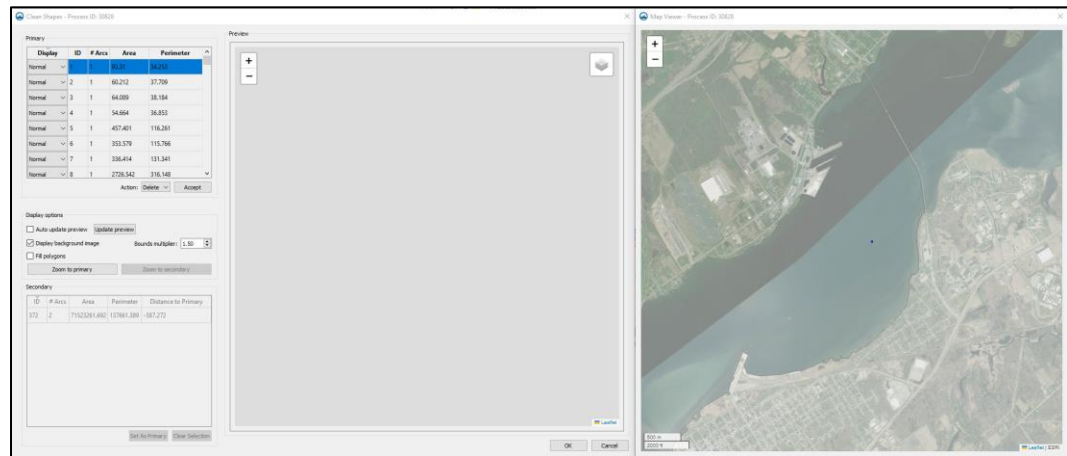 Clean Shapes - Process ID: 30828
Primary
Display ID # Arcs Area Perimeter
Normal 1
Normal 2 1 60.212 37.709
Normal 3 1 64.089 38.184
Normal 4 1 54.664 36.853
Normal 5 1 457.401 116.261
Normal 6 1 353.579 115.766
Normal 7 1 336.414 131.341
Normal 8 1 2726.542 316.148
Action: Delete Accept
Display options
Auto update preview Update preview
Display background image Bounds multiplier: 1.50
Fill polygons
Zoom to primary Zoom to secondary
Secondary
ID # Arcs Area Perimeter Distance to Primary
372 2 -587.272
Set As Primary Clear Selection
Preview
+
−
Leaflet
OK Cancel
Map Viewer - Process ID: 30828
+
−
500 m
2000 ft
Leaflet | ESRI